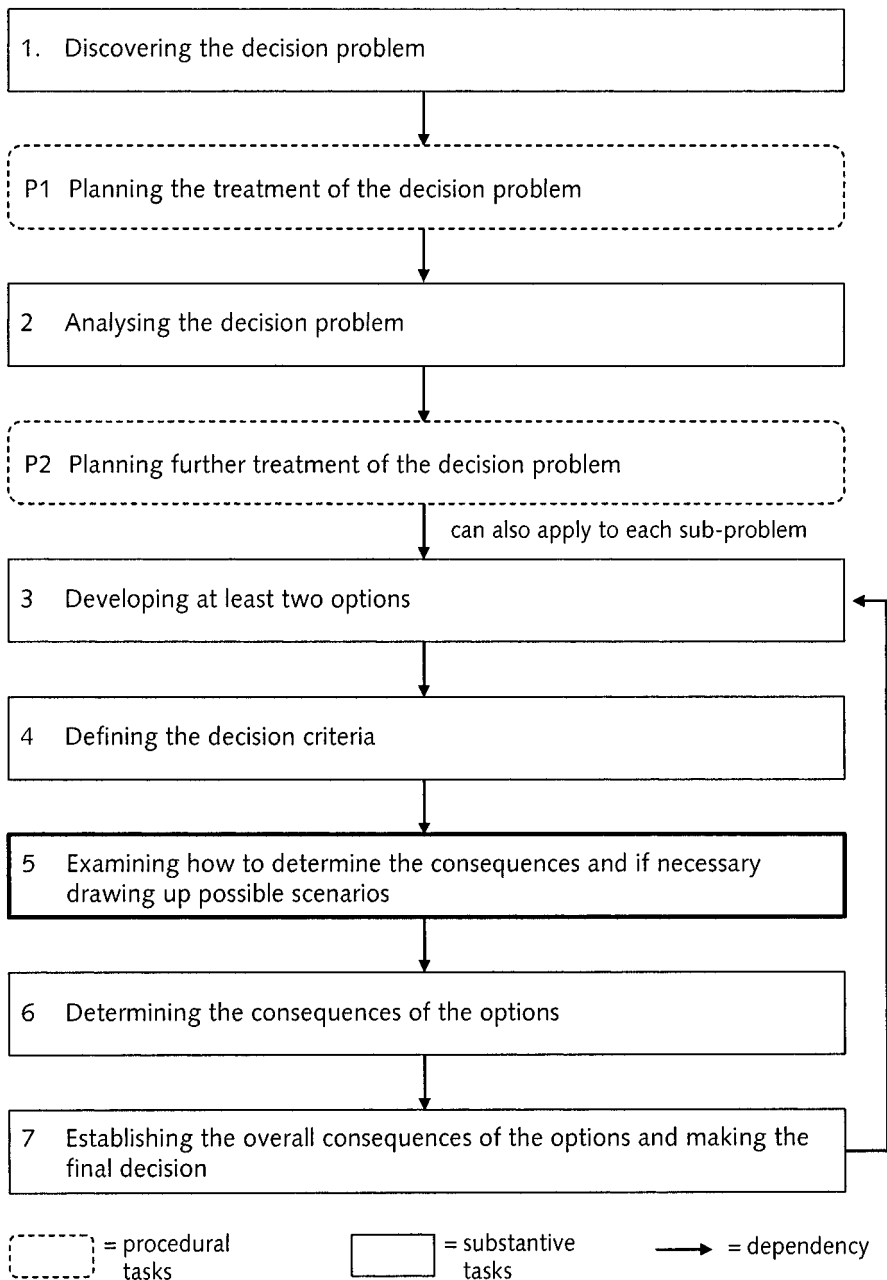 1. Discovering the decision problem
P1 Planning the treatment of the decision problem
2 Analysing the decision problem
P2 Planning further treatment of the decision problem
can also apply to each sub-problem
3 Developing at least two options
4 Defining the decision criteria
5 Examining how to determine the consequences and if necessary
drawing up possible scenarios
6 Determining the consequences of the options
7 Establishing the overall consequences of the options and making the
final decision
= procedural
tasks
= substantive
tasks
= dependency